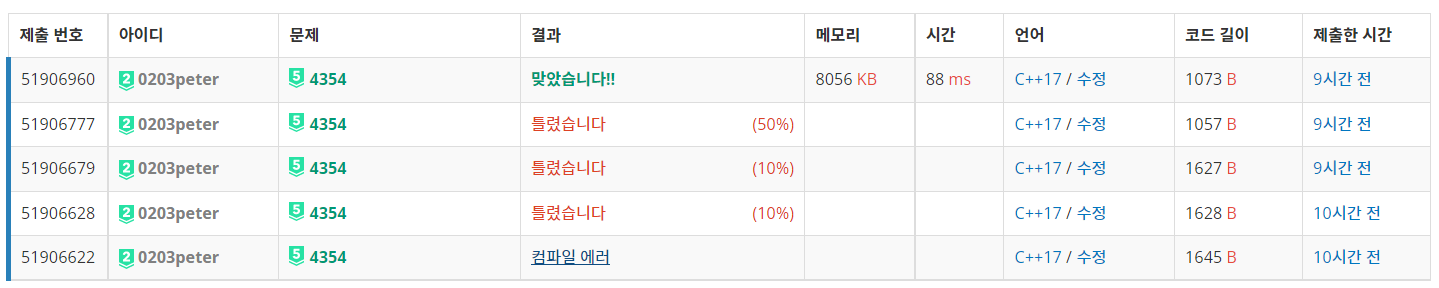 제출 번호 아이디 문제 결과 메모리 시간 언어 코드 길이 제출한 시간
51906960 2 0203peter 5 4354 맞았습니다!! 8056 KB 88 ms C++17 / 수정 1073 B 9시간 전
51906777 2 0203peter 5 4354 틀렸습니다 (50%) C++17 / 수정 1057 B 9시간 전
51906679 2 0203peter 5 4354 틀렸습니다 (10%) C++17 / 수정 1627 B 9시간 전
51906628 2 0203peter 5 4354 틀렸습니다 (10%) C++17 / 수정 1628 B 10시간 전
51906622 2 0203peter 5 4354 컴파일 에러 C++17 / 수정 1645 B 10시간 전